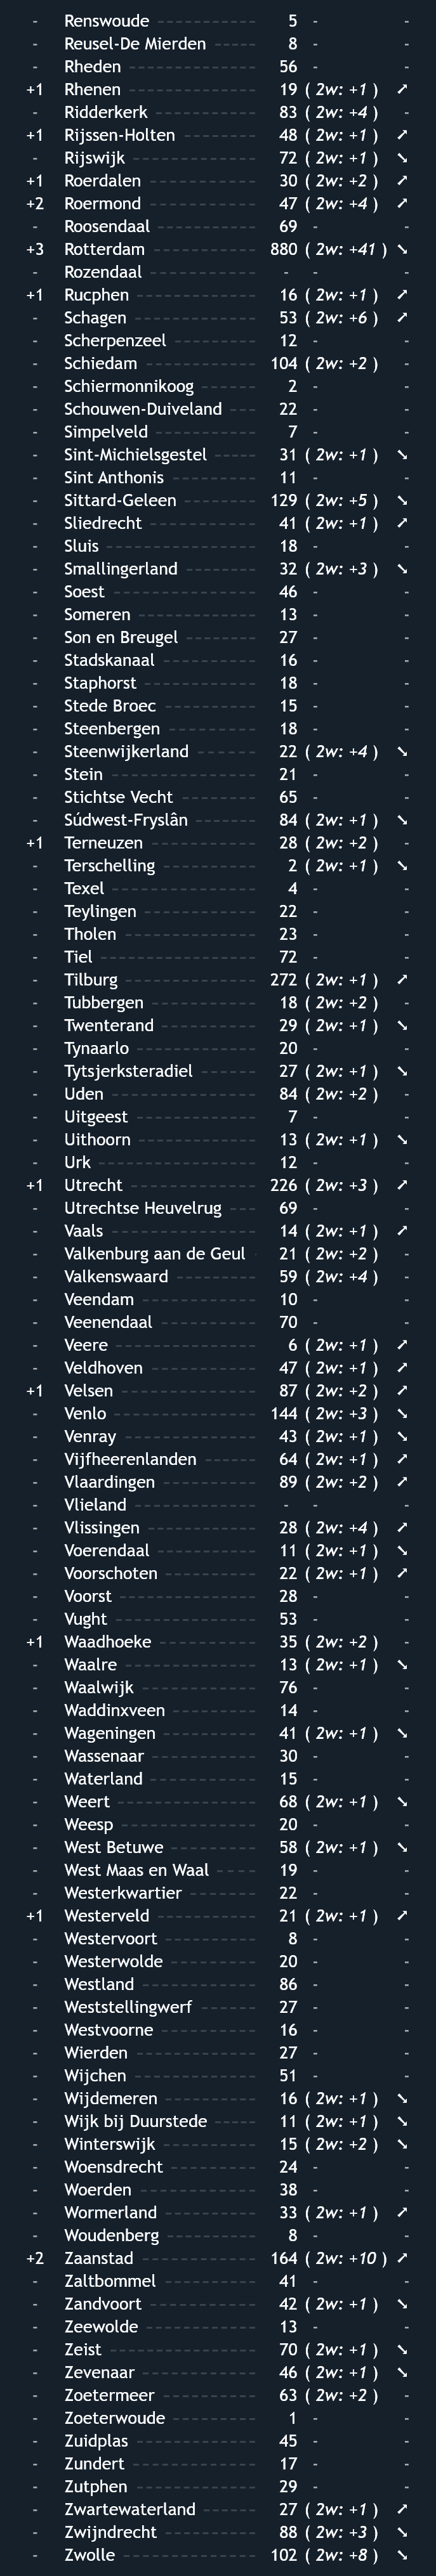 - Renswoude 5 - -
- Reusel-De Mierden 8 - -
- Rheden 56 - -
+1 Rhenen 19 ( 2w: +1 ) ↗
- Ridderkerk 83 ( 2w: +4 ) -
+1 Rijssen-Holten 48 ( 2w: +1 ) ↗
- Rijswijk 72 ( 2w: +1 ) ↘
+1 Roerdalen 30 ( 2w: +2 ) ↗
+2 Roermond 47 ( 2w: +4 ) ↗
- Roosendaal 69 - -
+3 Rotterdam 880 ( 2w: +41 ) ↘
- Rozendaal - - -
+1 Rucphen 16 ( 2w: +1 ) ↗
- Schagen 53 ( 2w: +6 ) ↗
- Scherpenzeel 12 - -
- Schiedam 104 ( 2w: +2 ) -
- Schiermonnikoog 2 - -
- Schouwen-Duiveland 22 - -
- Simpelveld 7 - -
- Sint-Michielsgestel 31 ( 2w: +1 ) ↘
- Sint Anthonis 11 - -
- Sittard-Geleen 129 ( 2w: +5 ) ↘
- Sliedrecht 41 ( 2w: +1 ) ↗
- Sluis 18 - -
- Smallingerland 32 ( 2w: +3 ) ↘
- Soest 46 - -
- Someren 13 - -
- Son en Breugel 27 - -
- Stadskanaal 16 - -
- Staphorst 18 - -
- Stede Broec 15 - -
- Steenbergen 18 - -
- Steenwijkerland 22 ( 2w: +4 ) ↘
- Stein 21 - -
- Stichtse Vecht 65 - -
- Súdwest-Fryslân 84 ( 2w: +1 ) ↘
+1 Terneuzen 28 ( 2w: +2 ) -
- Terschelling 2 ( 2w: +1 ) ↘
- Texel 4 - -
- Teylingen 22 - -
- Tholen 23 - -
- Tiel 72 - -
- Tilburg 272 ( 2w: +1 ) ↗
- Tubbergen 18 ( 2w: +2 ) -
- Twenterand 29 ( 2w: +1 ) ↘
- Tynaarlo 20 - -
- Tytsjerksteradiel 27 ( 2w: +1 ) ↘
- Uden 84 ( 2w: +2 ) -
- Uitgeest 7 - -
- Uithoorn 13 ( 2w: +1 ) ↘
- Urk 12 - -
+1 Utrecht 226 ( 2w: +3 ) ↗
- Utrechtse Heuvelrug 69 - -
- Vaals 14 ( 2w: +1 ) ↗
- Valkenburg aan de Geul 21 ( 2w: +2 ) -
- Valkenswaard 59 ( 2w: +4 ) -
- Veendam 10 - -
- Veenendaal 70 - -
- Veere 6 ( 2w: +1 ) ↗
- Veldhoven 47 ( 2w: +1 ) ↗
+1 Velsen 87 ( 2w: +2 ) ↗
- Venlo 144 ( 2w: +3 ) ↘
- Venray 43 ( 2w: +1 ) ↘
- Vijfheerenlanden 64 ( 2w: +1 ) ↗
- Vlaardingen 89 ( 2w: +2 ) ↗
- Vlieland - - -
- Vlissingen 28 ( 2w: +4 ) ↗
- Voerendaal 11 ( 2w: +1 ) ↘
- Voorschoten 22 ( 2w: +1 ) ↗
- Voorst 28 - -
- Vught 53 - -
+1 Waadhoeke 35 ( 2w: +2 ) -
- Waalre 13 ( 2w: +1 ) ↘
- Waalwijk 76 - -
- Waddinxveen 14 - -
- Wageningen 41 ( 2w: +1 ) ↘
- Wassenaar 30 - -
- Waterland 15 - -
- Weert 68 ( 2w: +1 ) ↘
- Weesp 20 - -
- West Betuwe 58 ( 2w: +1 ) ↘
- West Maas en Waal 19 - -
- Westerkwartier 22 - -
+1 Westerveld 21 ( 2w: +1 ) ↗
- Westervoort 8 - -
- Westerwolde 20 - -
- Westland 86 - -
- Weststellingwerf 27 - -
- Westvoorne 16 - -
- Wierden 27 - -
- Wijchen 51 - -
- Wijdemeren 16 ( 2w: +1 ) ↘
- Wijk bij Duurstede 11 ( 2w: +1 ) ↘
- Winterswijk 15 ( 2w: +2 ) ↘
- Woensdrecht 24 - -
- Woerden 38 - -
- Wormerland 33 ( 2w: +1 ) ↗
- Woudenberg 8 - -
+2 Zaanstad 164 ( 2w: +10 ) ↗
- Zaltbommel 41 - -
- Zandvoort 42 ( 2w: +1 ) ↘
- Zeewolde 13 - -
- Zeist 70 ( 2w: +1 ) ↘
- Zevenaar 46 ( 2w: +1 ) ↘
- Zoetermeer 63 ( 2w: +2 ) -
- Zoeterwoude 1 - -
- Zuidplas 45 - -
- Zundert 17 - -
- Zutphen 29 - -
- Zwartewaterland 27 ( 2w: +1 ) ↗
- Zwijndrecht 88 ( 2w: +3 ) ↘
- Zwolle 102 ( 2w: +8 ) ↘